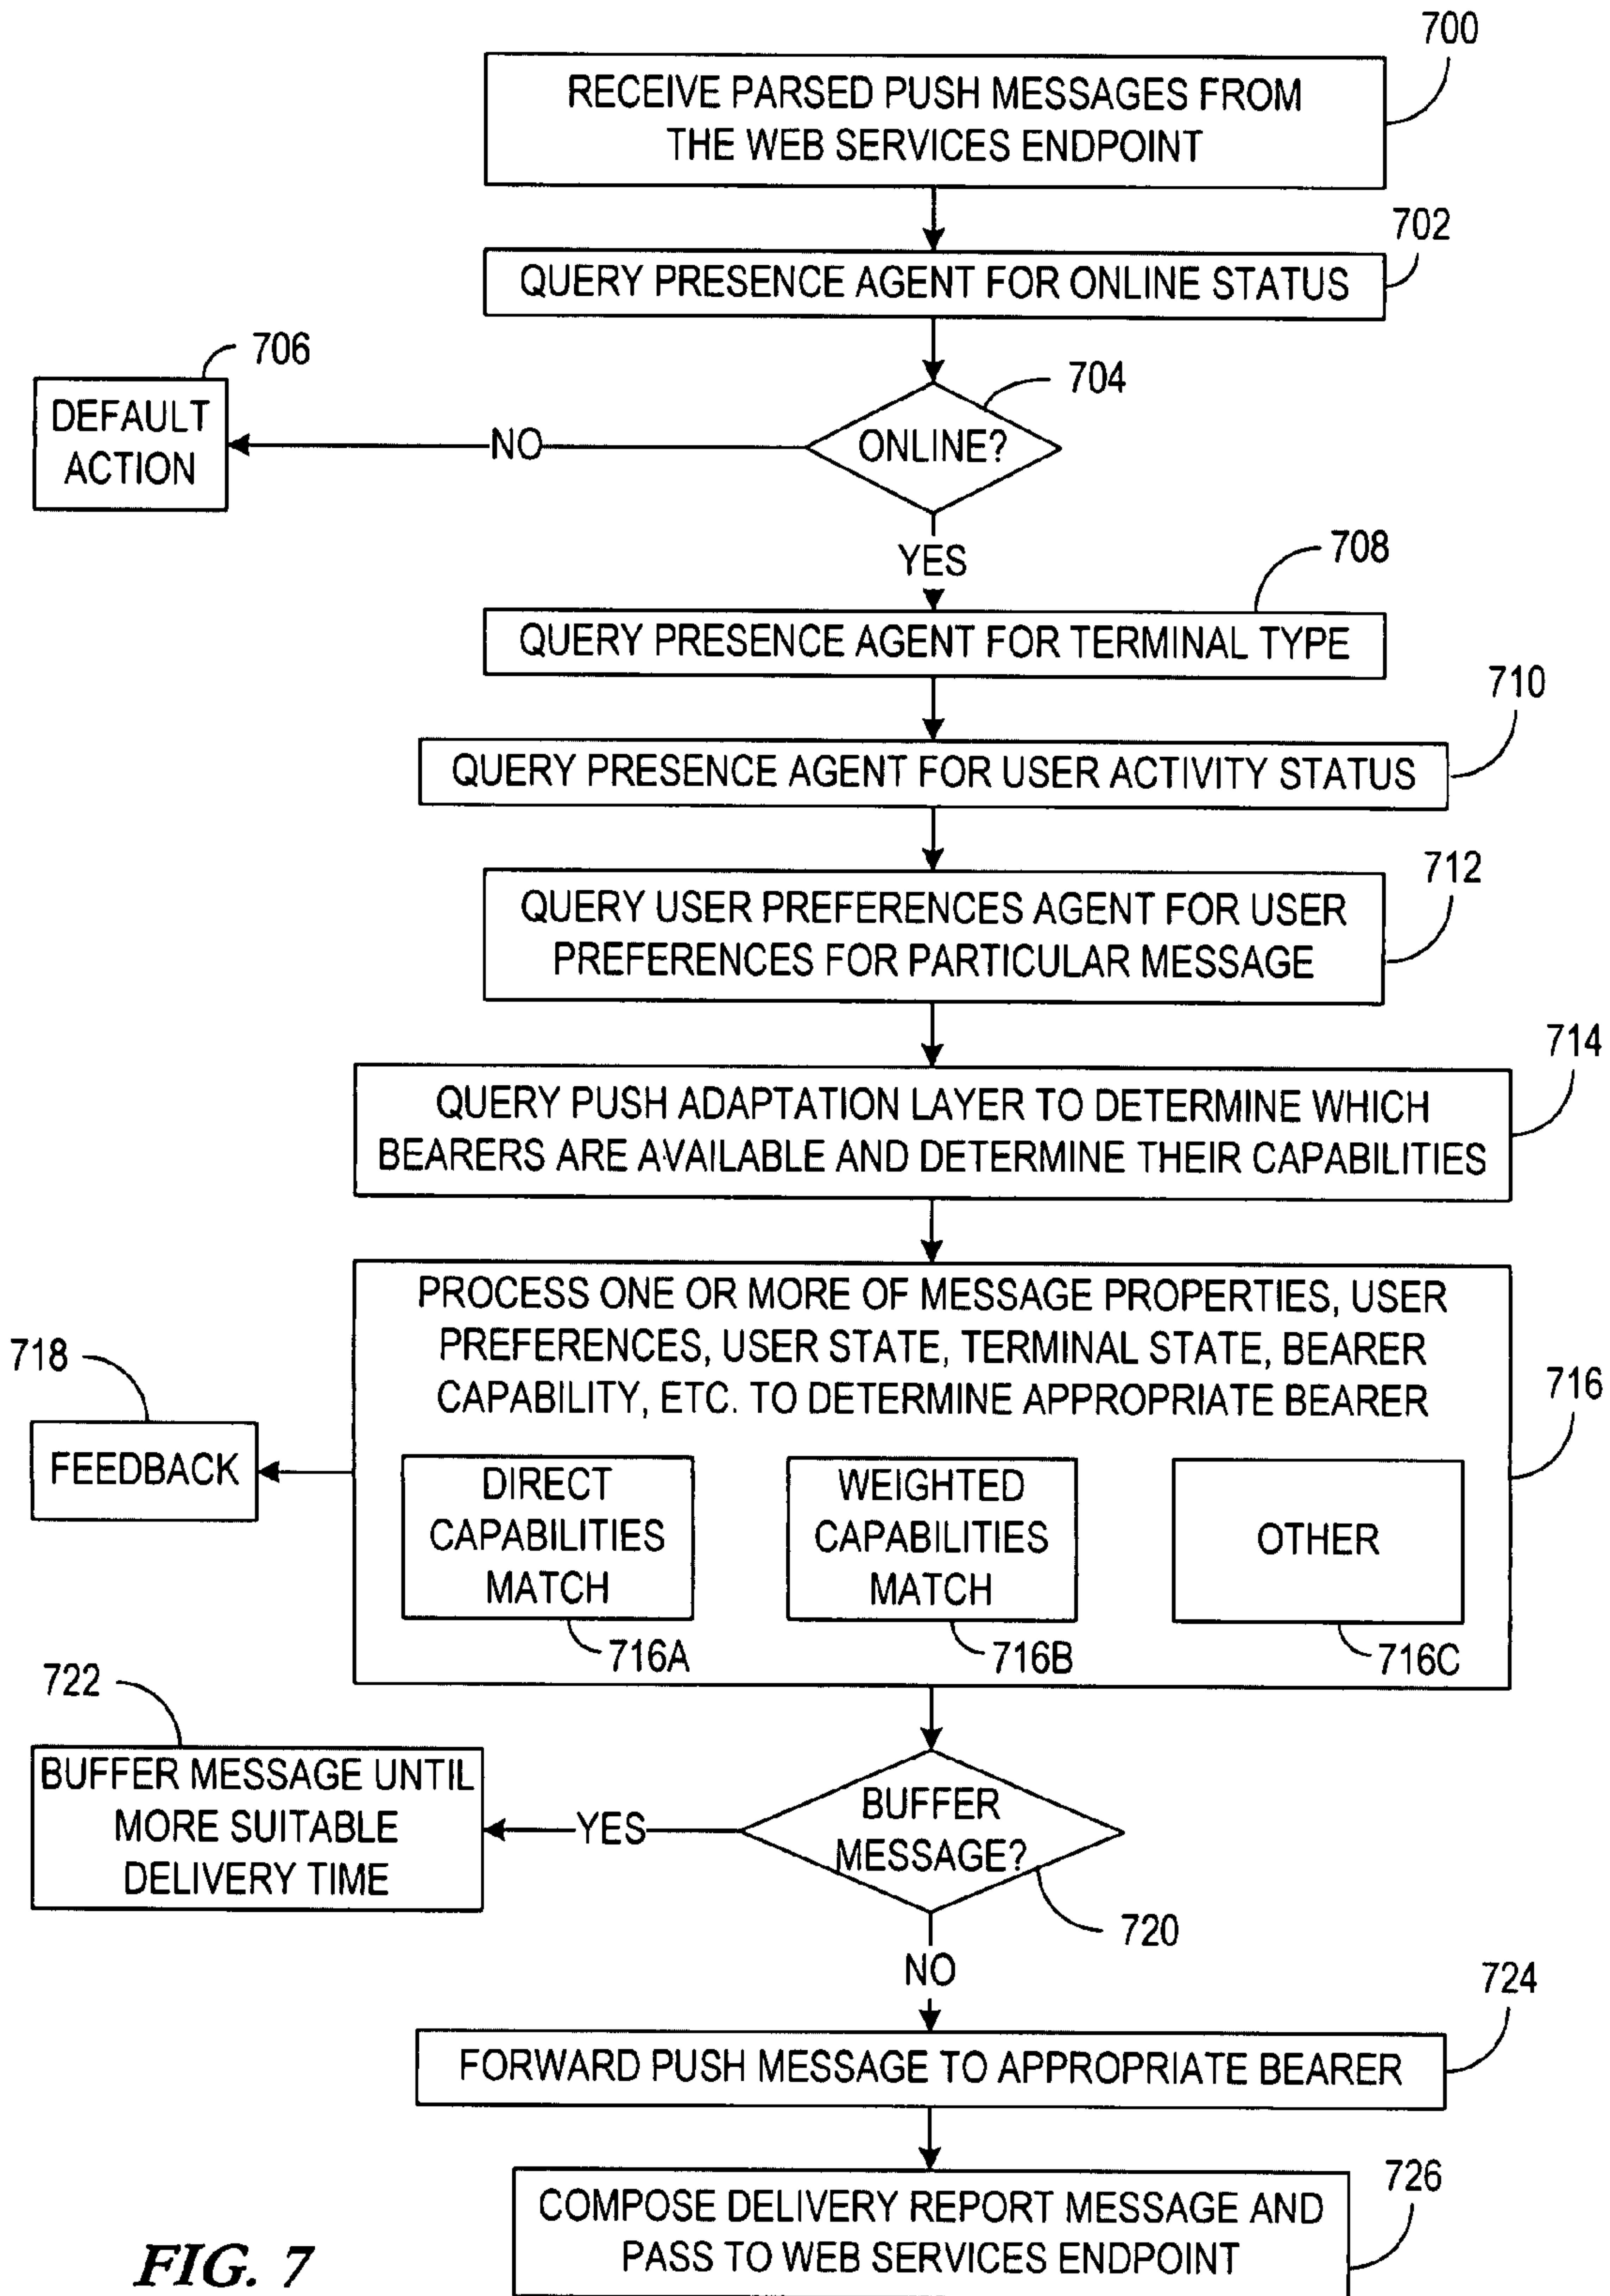 700
RECEIVE PARSED PUSH MESSAGES FROM
THE WEB SERVICES ENDPOINT
702
QUERY PRESENCE AGENT FOR ONLINE STATUS
706
704
DEFAULT
ACTION
NO
ONLINE?
YES
708
QUERY PRESENCE AGENT FOR TERMINAL TYPE
710
QUERY PRESENCE AGENT FOR USER ACTIVITY STATUS
712
QUERY USER PREFERENCES AGENT FOR USER
PREFERENCES FOR PARTICULAR MESSAGE
714
QUERY PUSH ADAPTATION LAYER TO DETERMINE WHICH
BEARERS ARE AVAILABLE AND DETERMINE THEIR CAPABILITIES
PROCESS ONE OR MORE OF MESSAGE PROPERTIES, USER
PREFERENCES, USER STATE, TERMINAL STATE, BEARER
CAPABILITY, ETC. TO DETERMINE APPROPRIATE BEARER
718
716
FEEDBACK
DIRECT
CAPABILITIES
MATCH
WEIGHTED
CAPABILITIES
MATCH
OTHER
716A
716B
716C
722
BUFFER MESSAGE UNTIL
MORE SUITABLE
DELIVERY TIME
YES
BUFFER
MESSAGE?
720
NO
724
FORWARD PUSH MESSAGE TO APPROPRIATE BEARER
726
COMPOSE DELIVERY REPORT MESSAGE AND
PASS TO WEB SERVICES ENDPOINT
FIG. 7